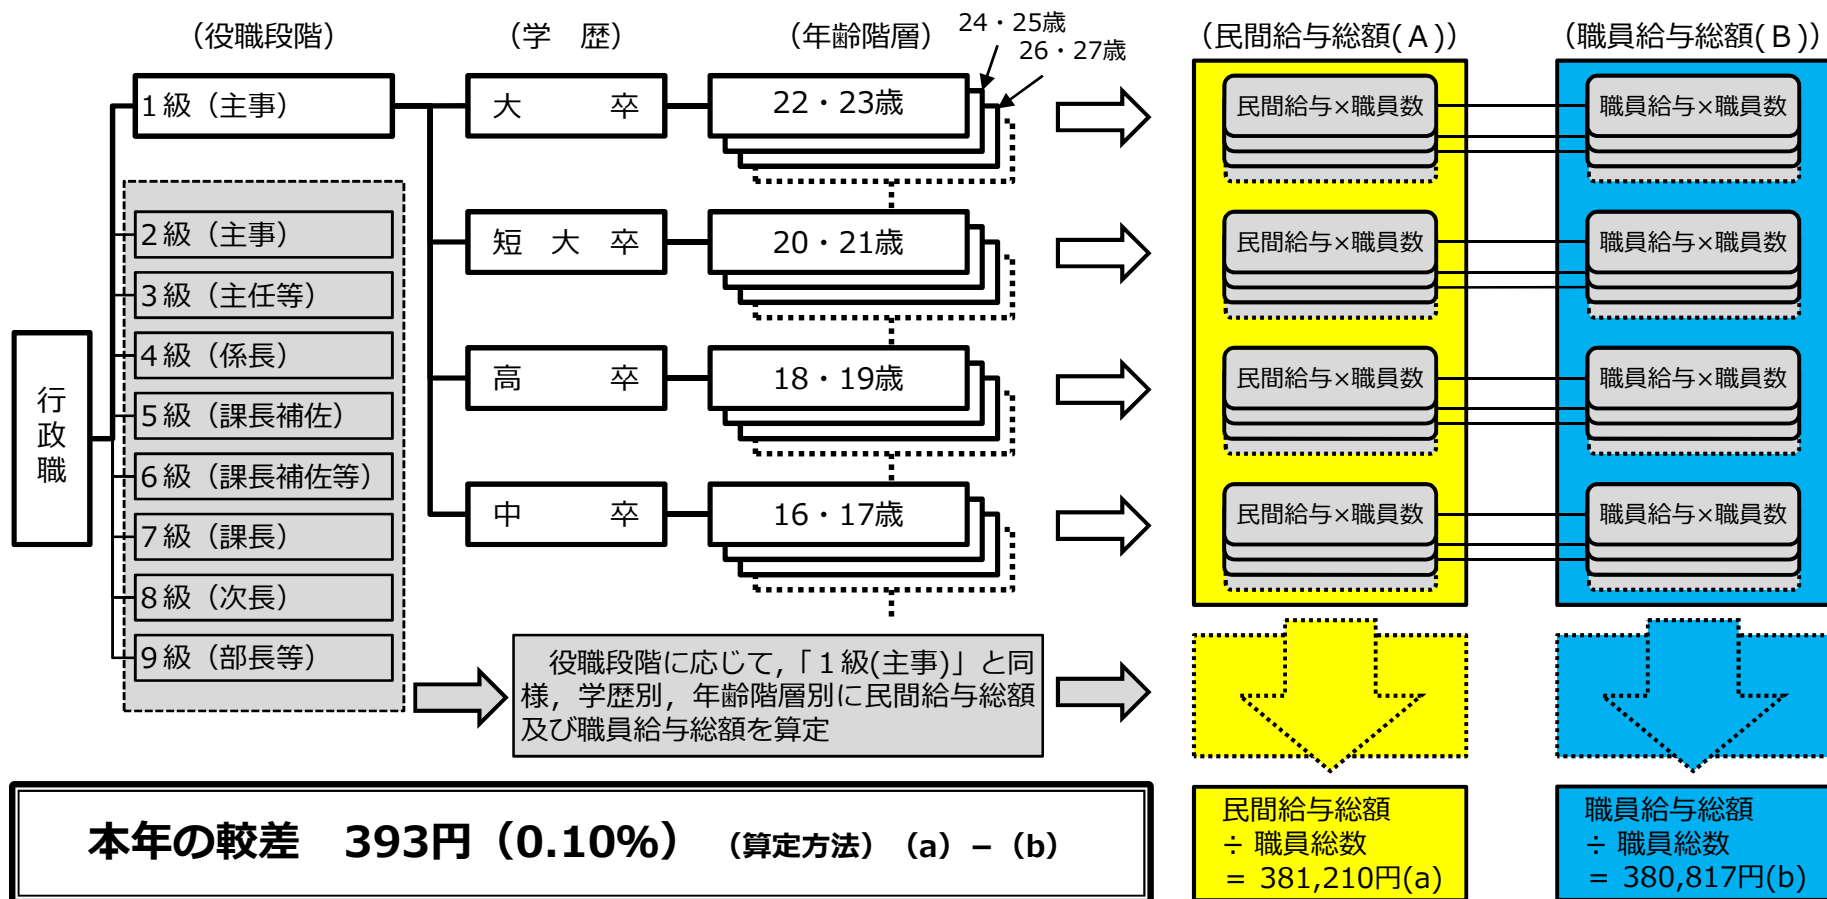 （役職段階）
（学　歴）
（年齢階層）
24・25歳
26・27歳
（民間給与総額(Ａ)）
（職員給与総額(Ｂ)）
行政職
１級（主事）
２級（主事）
３級（主任等）
４級（係長）
５級（課長補佐）
６級（課長補佐等）
７級（課長）
８級（次長）
９級（部長等）
大　　　卒
22・23歳
民間給与×職員数
職員給与×職員数
短　大　卒
20・21歳
民間給与×職員数
職員給与×職員数
高　　　卒
18・19歳
民間給与×職員数
職員給与×職員数
中　　　卒
16・17歳
民間給与×職員数
職員給与×職員数
役職段階に応じて，「１級(主事)」と同
様，学歴別，年齢階層別に民間給与総額
及び職員給与総額を算定
本年の較差　393円（0.10%）（算定方法）（a）－（b）
民間給与総額
÷ 職員総数
= 381,210円(a)
職員給与総額
÷ 職員総数
= 380,817円(b)